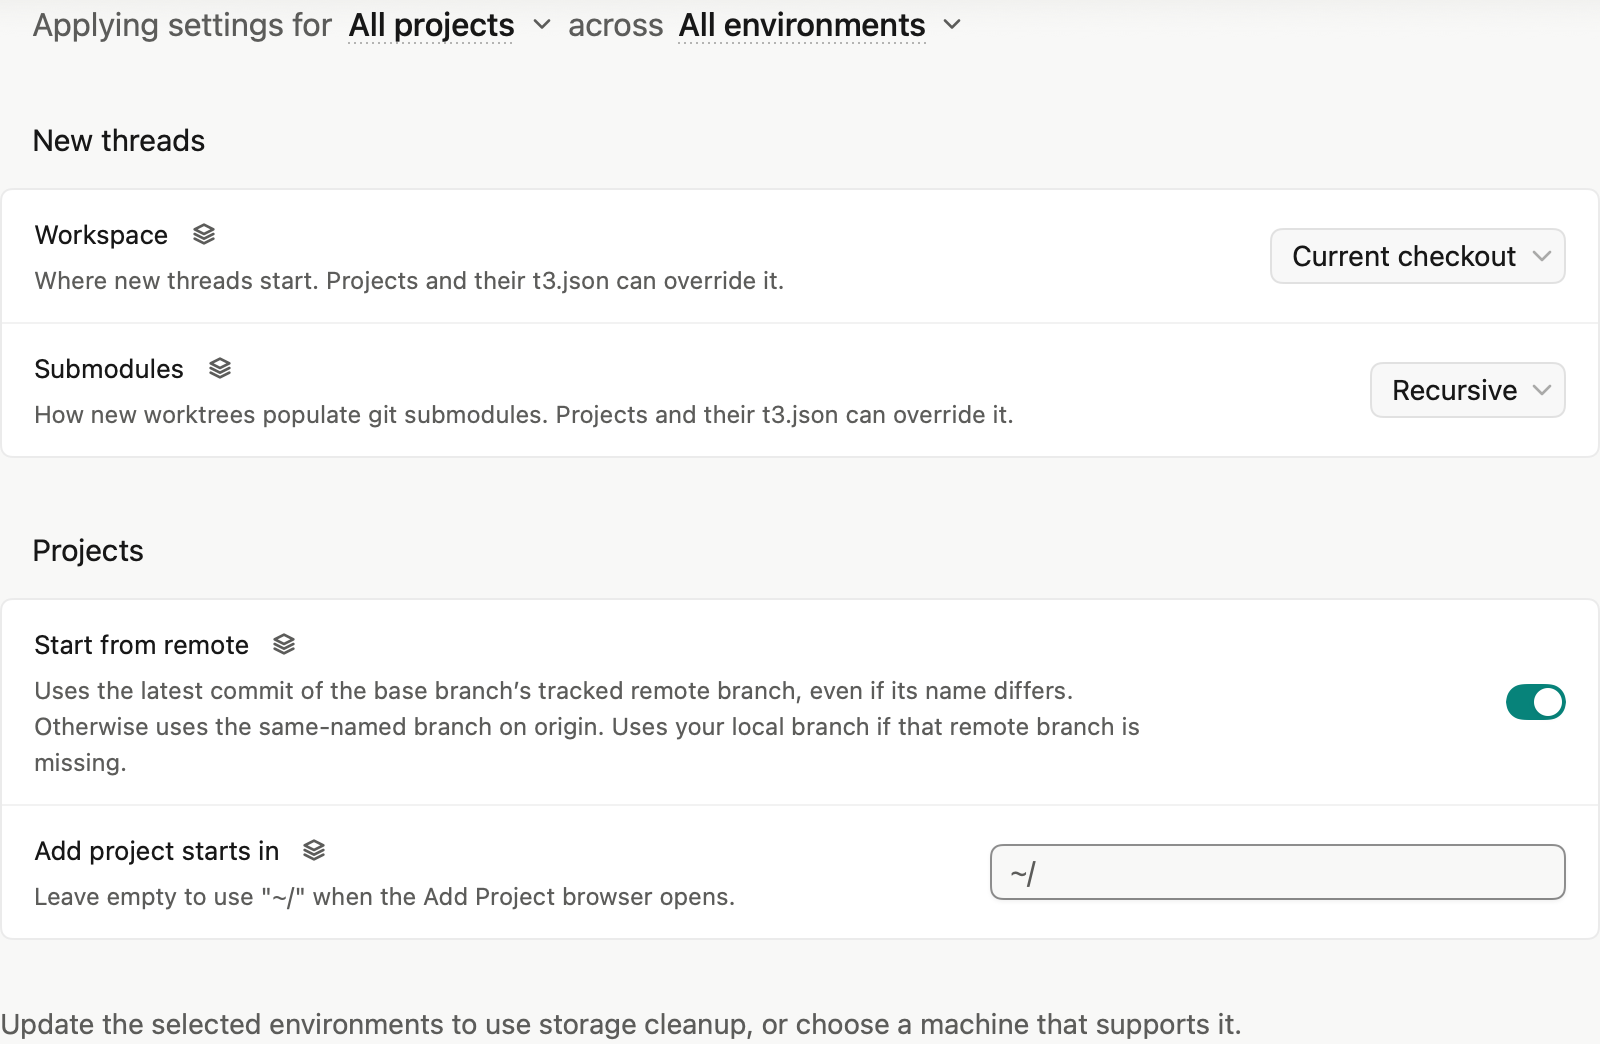 Applying settings for All projects across All environments
New threads
Workspace
Where new threads start. Projects and their t3.json can override it.
Current checkout
Submodules
How new worktrees populate git submodules. Projects and their t3.json can override it.
Recursive
Projects
Start from remote
Uses the latest commit of the base branch’s tracked remote branch, even if its name differs.
Otherwise uses the same-named branch on origin. Uses your local branch if that remote branch is
missing.
Add project starts in
Leave empty to use "~/" when the Add Project browser opens.
~/
Update the selected environments to use storage cleanup, or choose a machine that supports it.